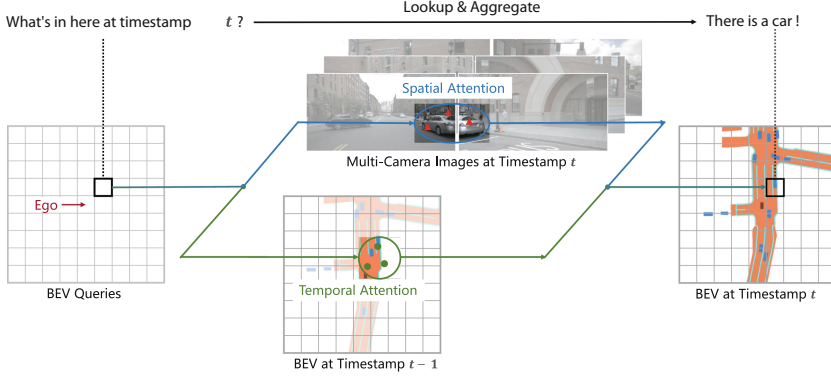 Lookup & Aggregate
What's in here at timestamp t ?
There is a car !
Spatial Attention
Multi-Camera Images at Timestamp t
Ego
BEV Queries
Temporal Attention
BEV at Timestamp t − 1
BEV at Timestamp t